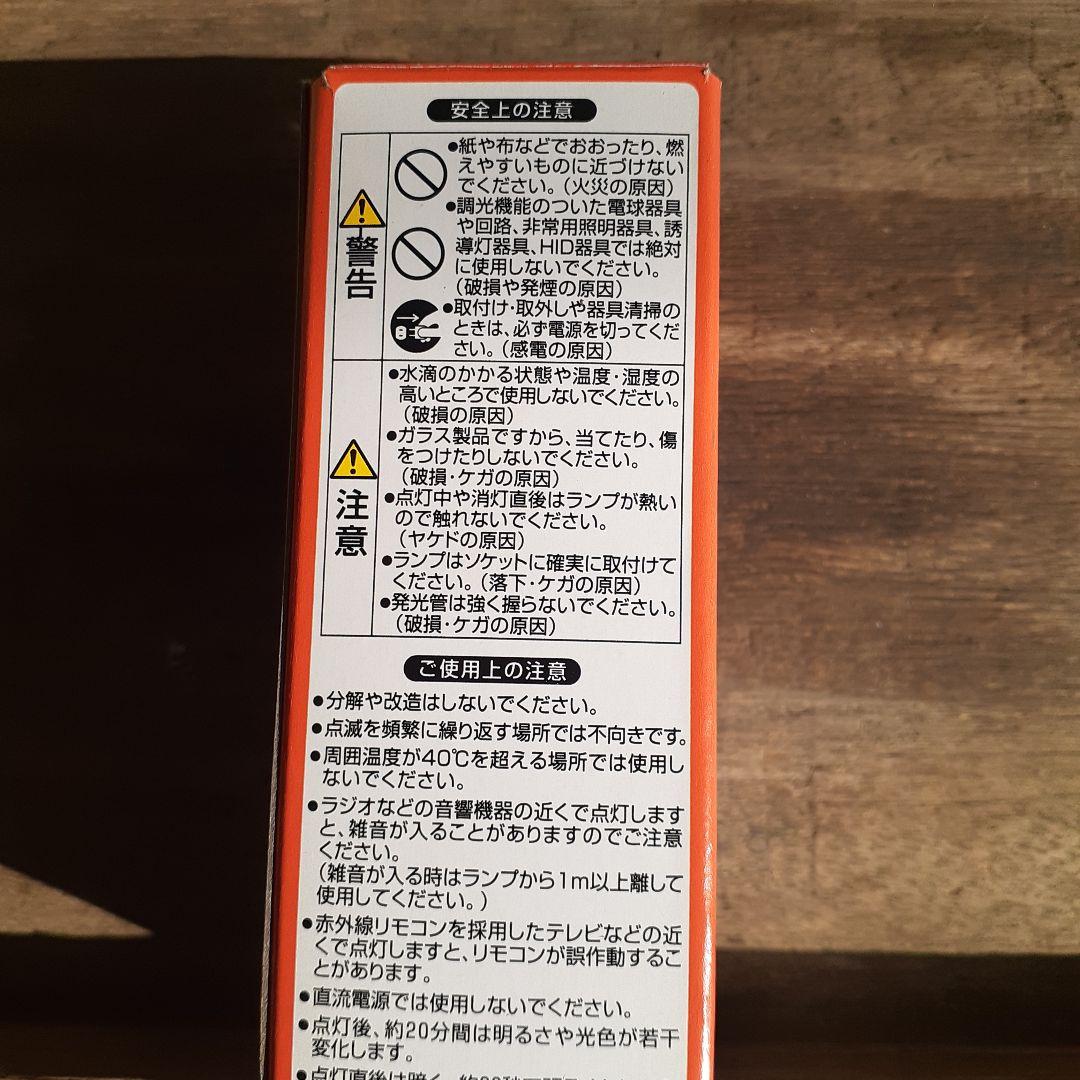 安全上の注意
警告
●紙や布などでおおったり、燃
えやすいものに近づけない
でください。（火災の原因）
●調光機能のついた電球器具
や回路、非常用照明器具、誘
導灯器具、HID器具では絶対
に使用しないでください。
（破損や発煙の原因）
●取付け・取外しや器具清掃の
ときは、必ず電源を切ってくだ
さい。（感電の原因）
注意
●水滴のかかる状態や温度・湿度の
高いところで使用しないでください。
（破損の原因）
●ガラス製品ですから、当てたり、傷
をつけたりしないでください。
（破損・ケガの原因）
●点灯中や消灯直後はランプが熱い
ので触れないでください。
（ヤケドの原因）
●ランプはソケットに確実に取付けて
ください。（落下・ケガの原因）
●発光管は強く握らないでください。
（破損・ケガの原因）
ご使用上の注意
●分解や改造はしないでください。
●点滅を頻繁に繰り返す場所では不向きです。
●周囲温度が40℃を超える場所では使用し
ないでください。
●ラジオなどの音響機器の近くで点灯します
と、雑音が入ることがありますのでご注意
ください。
（雑音が入る時はランプから1m以上離して
使用してください。）
●赤外線リモコンを採用したテレビなどの近
くで点灯しますと、リモコンが誤作動するこ
とがあります。
●直流電源では使用しないでください。
●点灯後、約20分間は明るさや光色が若干
変化します。
●点灯直後は暗く、